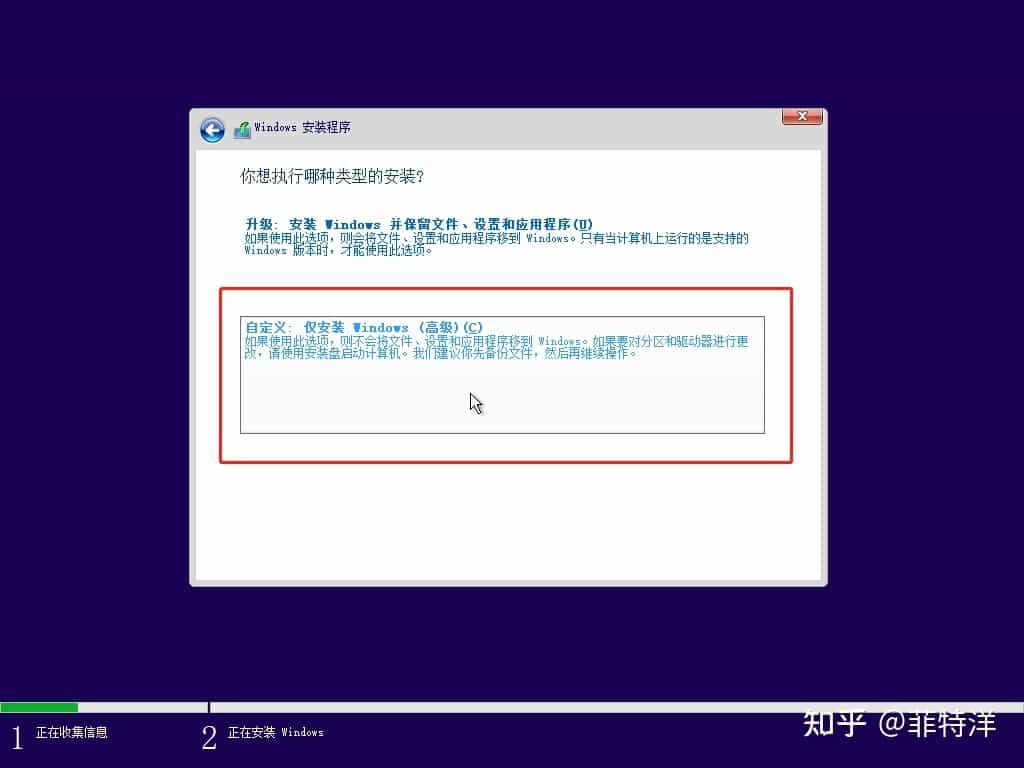 Windows 安装程序
你想执行哪种类型的安装？
升级: 安装 Windows 并保留文件、设置和应用程序(U)
如果使用此选项，则会将文件、设置和应用程序移到 Windows。只有当计算机上运行的是支持的
Windows 版本时，才能使用此选项。
自定义: 仅安装 Windows (高级)(C)
如果使用此选项，则不会将文件、设置和应用程序移到 Windows。如果要对分区和驱动器进行更
改，请使用安装盘启动计算机。我们建议你先备份文件，然后再继续操作。
1 正在收集信息
2 正在安装 Windows
知乎 @菲特洋